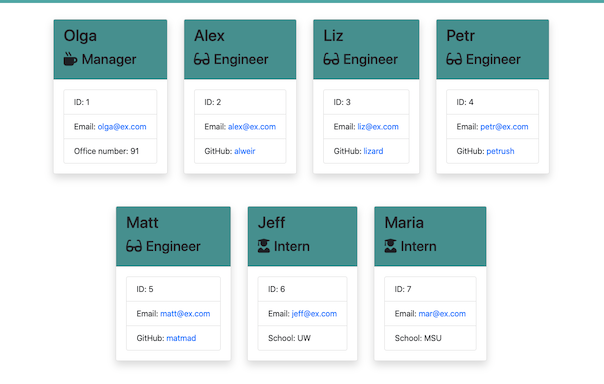 Olga
Manager
ID: 1
Email: olga@ex.com
Office number: 91
Alex
Engineer
ID: 2
Email: alex@ex.com
GitHub: alweir
Liz
Engineer
ID: 3
Email: liz@ex.com
GitHub: lizard
Petr
Engineer
ID: 4
Email: petr@ex.com
GitHub: petrush
Matt
Engineer
ID: 5
Email: matt@ex.com
GitHub: matmad
Jeff
Intern
ID: 6
Email: jeff@ex.com
School: UW
Maria
Intern
ID: 7
Email: mar@ex.com
School: MSU